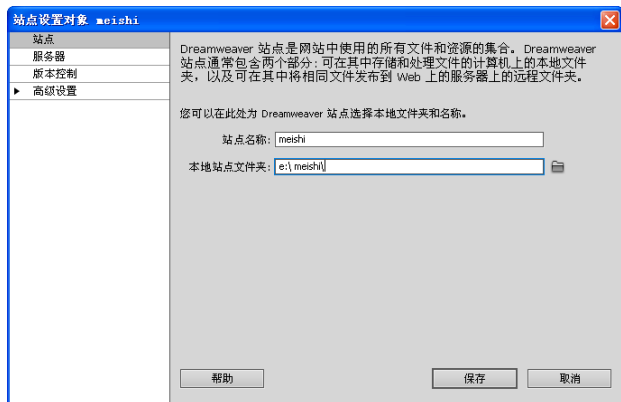 站点设置对象 meishi
站点
服务器
版本控制
高级设置
Dreamweaver 站点是网站中使用的所有文件和资源的集合。Dreamweaver
站点通常包含两个部分:可在其中存储和处理文件的计算机上的本地文件
夹,以及可在其中将相同文件发布到 Web 上的服务器上的远程文件夹。
您可以在此处为 Dreamweaver 站点选择本地文件夹和名称。
站点名称: meishi
本地站点文件夹: e:\ meishi\
帮助 保存 取消